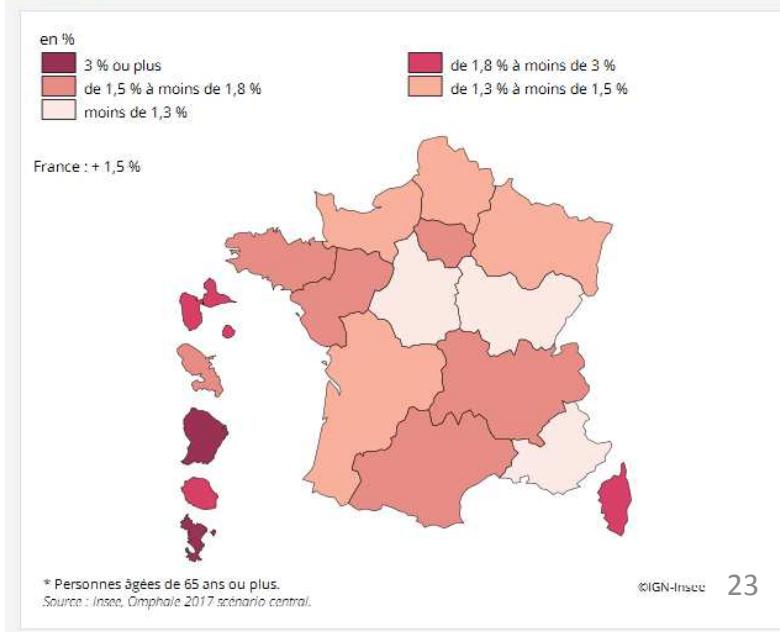 en %
3 % ou plus
de 1,8 % à moins de 3 %
de 1,5 % à moins de 1,8 %
de 1,3 % à moins de 1,5 %
moins de 1,3 %
France : + 1,5 %
* Personnes âgées de 65 ans ou plus.
©IGN-Insee 23
Source : Insee, Omphale 2017 scénario central.